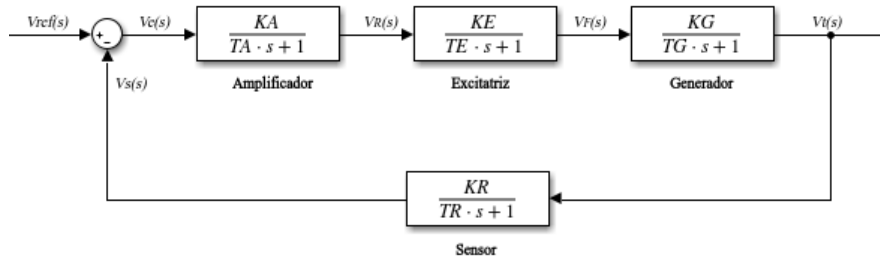 Vref(s)
Ve(s)
KA
TA · s + 1
Amplificador
VR(s)
KE
TE · s + 1
Excitatriz
VF(s)
KG
TG · s + 1
Generador
Vt(s)
+
−
Vs(s)
KR
TR · s + 1
Sensor